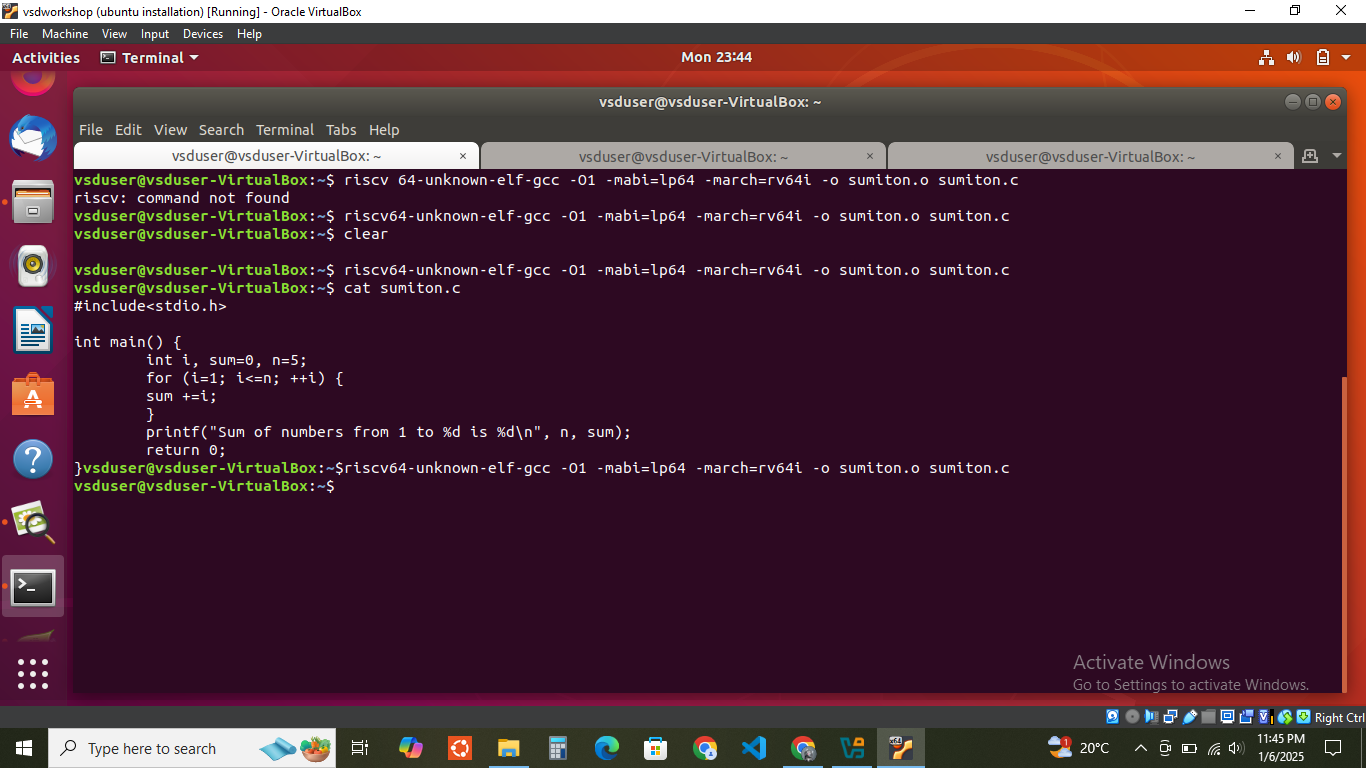 vsdworkshop (ubuntu installation) [Running] - Oracle VirtualBox
File Machine View Input Devices Help
Activities Terminal Mon 23:44
vsduser@vsduser-VirtualBox: ~
File Edit View Search Terminal Tabs Help
vsduser@vsduser-VirtualBox: ~ × vsduser@vsduser-VirtualBox: ~ × vsduser@vsduser-VirtualBox: ~ ×
vsduser@vsduser-VirtualBox:~$ riscv 64-unknown-elf-gcc -O1 -mabi=lp64 -march=rv64i -o sumiton.o sumiton.c
riscv: command not found
vsduser@vsduser-VirtualBox:~$ riscv64-unknown-elf-gcc -O1 -mabi=lp64 -march=rv64i -o sumiton.o sumiton.c
vsduser@vsduser-VirtualBox:~$ clear
vsduser@vsduser-VirtualBox:~$ riscv64-unknown-elf-gcc -O1 -mabi=lp64 -march=rv64i -o sumiton.o sumiton.c
vsduser@vsduser-VirtualBox:~$ cat sumiton.c
#include<stdio.h>
int main() {
int i, sum=0, n=5;
for (i=1; i<=n; ++i) {
sum +=i;
}
printf("Sum of numbers from 1 to %d is %d\n", n, sum);
return 0;
}vsduser@vsduser-VirtualBox:~$riscv64-unknown-elf-gcc -O1 -mabi=lp64 -march=rv64i -o sumiton.o sumiton.c
vsduser@vsduser-VirtualBox:~$
Activate Windows
Go to Settings to activate Windows.
Right Ctrl
Type here to search
20°C
11:45 PM
1/6/2025